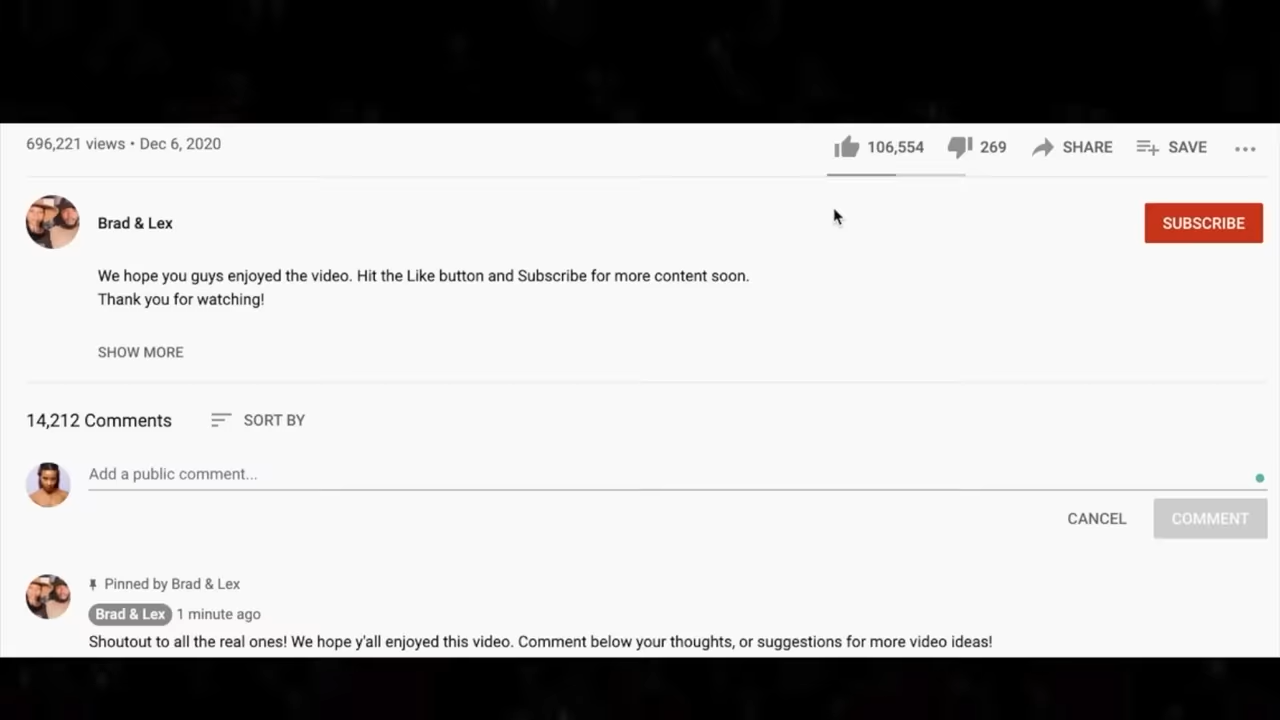 696,221 views • Dec 6, 2020
106,554
269
SHARE
SAVE
Brad & Lex
SUBSCRIBE
We hope you guys enjoyed the video. Hit the Like button and Subscribe for more content soon.
Thank you for watching!
SHOW MORE
14,212 Comments
SORT BY
Add a public comment...
CANCEL
COMMENT
Pinned by Brad & Lex
Brad & Lex 1 minute ago
Shoutout to all the real ones! We hope y'all enjoyed this video. Comment below your thoughts, or suggestions for more video ideas!